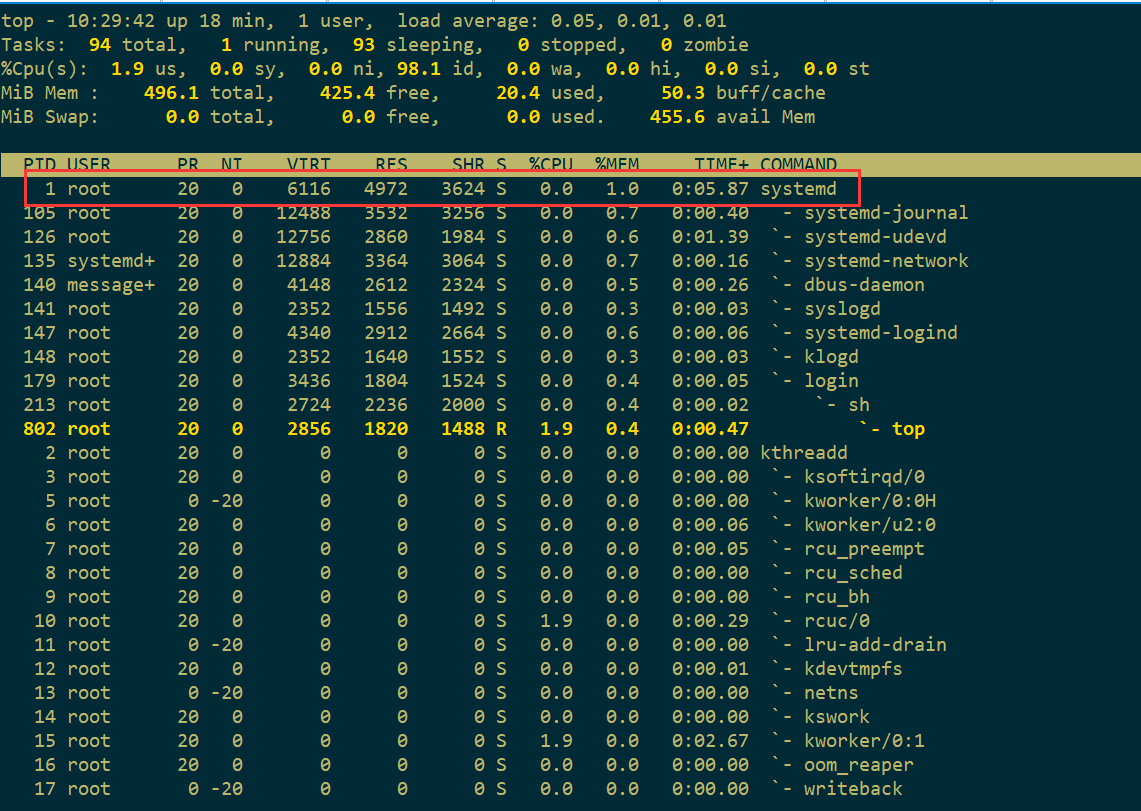 top - 10:29:42 up 18 min,  1 user,  load average: 0.05, 0.01, 0.01
Tasks:  94 total,   1 running,  93 sleeping,   0 stopped,   0 zombie
%Cpu(s):  1.9 us,  0.0 sy,  0.0 ni, 98.1 id,  0.0 wa,  0.0 hi,  0.0 si,  0.0 st
MiB Mem :    496.1 total,    425.4 free,     20.4 used,     50.3 buff/cache
MiB Swap:      0.0 total,      0.0 free,      0.0 used.    455.6 avail Mem
  PID USER      PR  NI    VIRT    RES    SHR S  %CPU  %MEM     TIME+ COMMAND
    1 root      20   0    6116   4972   3624 S   0.0   1.0   0:05.87 systemd
  105 root      20   0   12488   3532   3256 S   0.0   0.7   0:00.40  `- systemd-journal
  126 root      20   0   12756   2860   1984 S   0.0   0.6   0:01.39  `- systemd-udevd
  135 systemd+  20   0   12884   3364   3064 S   0.0   0.7   0:00.16  `- systemd-network
  140 message+  20   0    4148   2612   2324 S   0.0   0.5   0:00.26  `- dbus-daemon
  141 root      20   0    2352   1556   1492 S   0.0   0.3   0:00.03  `- syslogd
  147 root      20   0    4340   2912   2664 S   0.0   0.6   0:00.06  `- systemd-logind
  148 root      20   0    2352   1640   1552 S   0.0   0.3   0:00.03  `- klogd
  179 root      20   0    3436   1804   1524 S   0.0   0.4   0:00.05  `- login
  213 root      20   0    2724   2236   2000 S   0.0   0.4   0:00.02      `- sh
  802 root      20   0    2856   1820   1488 R   1.9   0.4   0:00.47          `- top
    2 root      20   0       0      0      0 S   0.0   0.0   0:00.00 kthreadd
    3 root      20   0       0      0      0 S   0.0   0.0   0:00.00  `- ksoftirqd/0
    5 root       0 -20       0      0      0 S   0.0   0.0   0:00.00  `- kworker/0:0H
    6 root      20   0       0      0      0 S   0.0   0.0   0:00.06  `- kworker/u2:0
    7 root      20   0       0      0      0 S   0.0   0.0   0:00.05  `- rcu_preempt
    8 root      20   0       0      0      0 S   0.0   0.0   0:00.00  `- rcu_sched
    9 root      20   0       0      0      0 S   0.0   0.0   0:00.00  `- rcu_bh
   10 root      20   0       0      0      0 S   1.9   0.0   0:00.29  `- rcuc/0
   11 root       0 -20       0      0      0 S   0.0   0.0   0:00.00  `- lru-add-drain
   12 root      20   0       0      0      0 S   0.0   0.0   0:00.01  `- kdevtmpfs
   13 root       0 -20       0      0      0 S   0.0   0.0   0:00.00  `- netns
   14 root      20   0       0      0      0 S   0.0   0.0   0:00.00  `- kswork
   15 root      20   0       0      0      0 S   1.9   0.0   0:02.67  `- kworker/0:1
   16 root      20   0       0      0      0 S   0.0   0.0   0:00.00  `- oom_reaper
   17 root       0 -20       0      0      0 S   0.0   0.0   0:00.00  `- writeback